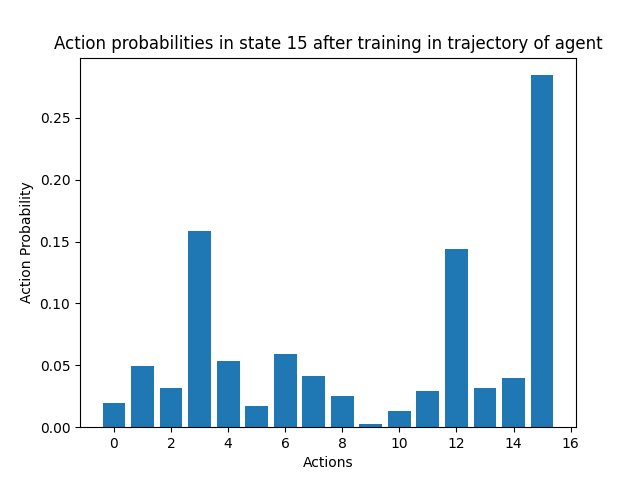 Action probabilities in state 15 after training in trajectory of agent
0.25
0.20
0.15
0.10
0.05
0.00
Action Probability
0 2 4 6 8 10 12 14 16
Actions